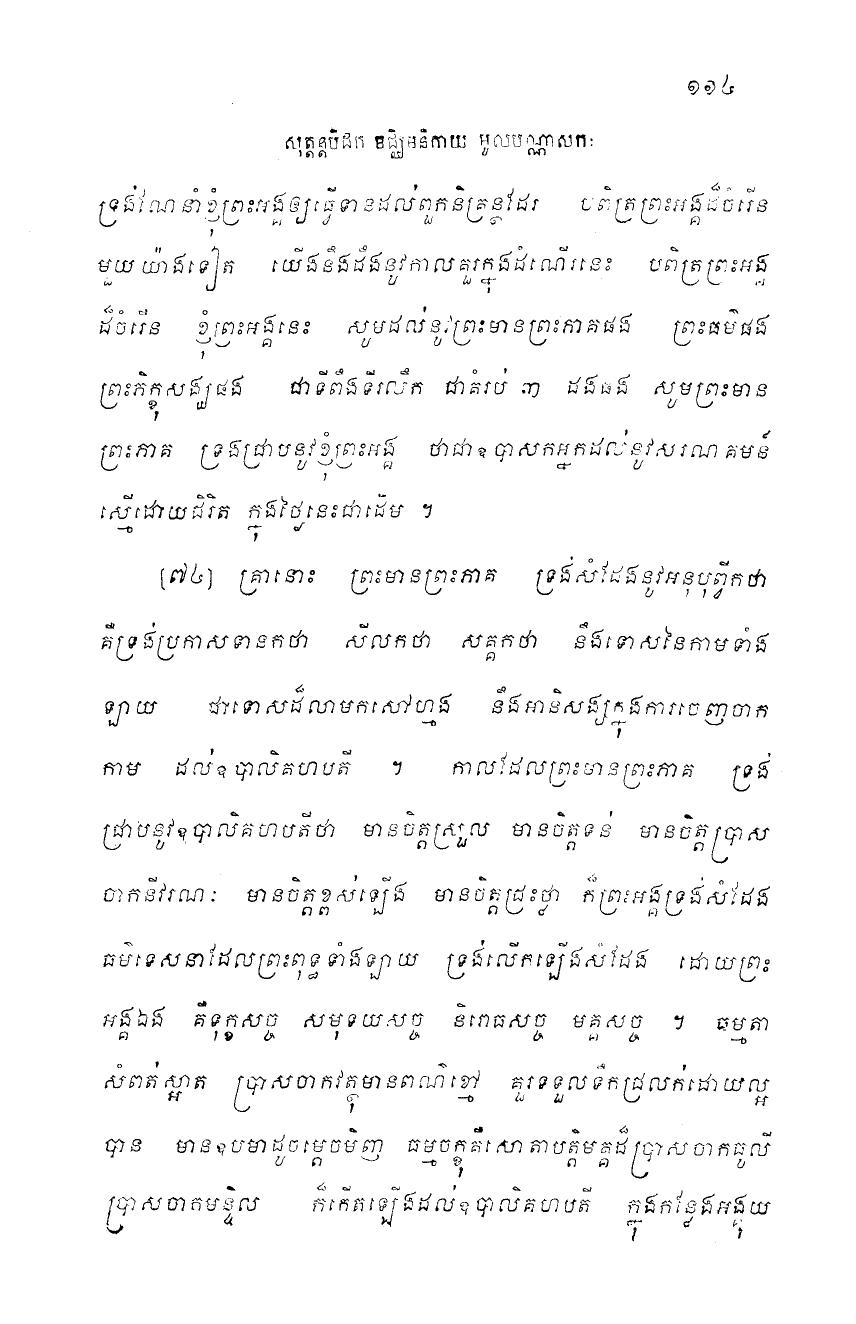 ១១៤
សុត្តន្តបិដក មជ្ឈិមនិកាយ មូលបណ្ណាសកៈ
ទ្រង់ណែនាំខ្ញុំព្រះអង្គឲ្យធ្វើទានដល់ពួកនិគ្រន្ថដែរ បពិត្រព្រះអង្គដ៏ចំរើន
មួយយ៉ាងទៀត យើងនឹងដឹងនូវកាលគួរក្នុងដំណើរនេះ បពិត្រព្រះអង្គ
ដ៏ចំរើន ខ្ញុំព្រះអង្គនេះ សូមដល់នូវព្រះមានព្រះភាគផង ព្រះធម៌ផង
ព្រះភិក្ខុសង្ឃផង ជាទីពឹងទីរលឹក ជាគំរប់ ៣ ដងផង សូមព្រះមាន
ព្រះភាគ ទ្រង់ជ្រាបនូវខ្ញុំព្រះអង្គ ថាជាឧបាសកអ្នកដល់នូវសរណគមន៍
ស្មើដោយជិវិត ក្នុងថ្ងៃនេះជាដើម ។
[៧៤] គ្រានោះ ព្រះមានព្រះភាគ ទ្រង់សំដែងនូវអនុបុព្វីកថា
គឺទ្រង់ប្រកាសទានកថា សីលកថា សគ្គកថា នឹងទោសនៃកាមទាំង
ឡាយ ជាទោសដ៏លាមកសៅហ្មង នឹងអានិសង្សក្នុងការចេញចាក
កាម ដល់ឧបាលិគហបតី ។ កាលដែលព្រះមានព្រះភាគ ទ្រង់
ជ្រាបនូវឧបាលិគហបតីថា មានចិត្តស្រួល មានចិត្តទន់ មានចិត្តប្រាស
ចាកនីវរណៈ មានចិត្តខ្ពស់ឡើង មានចិត្តជ្រះថ្លា ក៏ព្រះអង្គទ្រង់សំដែង
ធម៌ទេសនាដែលព្រះពុទ្ធទាំងឡាយ ទ្រង់លើកឡើងសំដែង ដោយព្រះ
អង្គឯង គឺទុក្ខសច្ច សមុទយសច្ច និរោធសច្ច មគ្គសច្ច ។ ធម្មតា
សំពត់ស្អាត ប្រាសចាកវត្ថុមានពណ៌ខ្មៅ គួរទទួលទឹកជ្រលក់ដោយល្អ
បាន មានឧបមាដូចម្តេចមិញ ធម្មចក្ខុគឺសោតាបត្តិមគ្គដ៏ប្រាសចាកធូលី
ប្រាសចាកមន្ទិល ក៏កើតឡើងដល់ឧបាលិគហបតី ក្នុងកន្លែងអង្គុយ